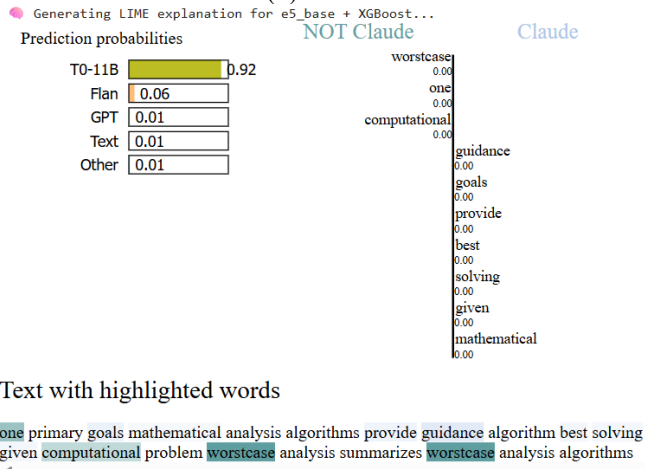 Generating LIME explanation for e5_base + XGBoost...
Prediction probabilities
T0-11B 0.92
Flan 0.06
GPT 0.01
Text 0.01
Other 0.01
NOT Claude Claude
worstcase
0.00
one
0.00
computational
0.00
guidance
0.00
goals
0.00
provide
0.00
best
0.00
solving
0.00
given
0.00
mathematical
0.00
Text with highlighted words
one primary goals mathematical analysis algorithms provide guidance algorithm best solving
given computational problem worstcase analysis summarizes worstcase analysis algorithms